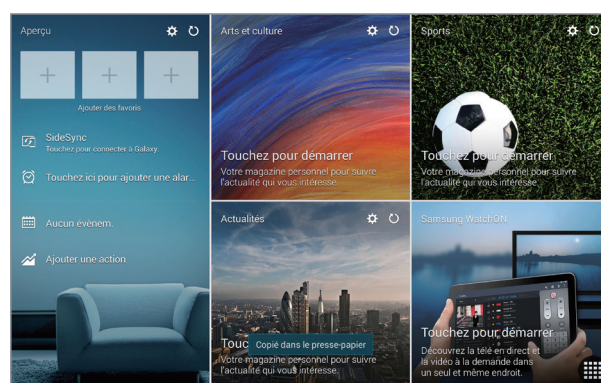 Aperçu
Ajouter des favoris
SideSync
Touchez pour connecter à Galaxy.
Touchez ici pour ajouter une alar...
Aucun évènem.
Ajouter une action
Arts et culture
Touchez pour démarrer
Votre magazine personnel pour suivre
l'actualité qui vous intéresse.
Sports
Touchez pour démarrer
Votre magazine personnel pour suivre
l'actualité qui vous intéresse.
Actualités
Touc
Copié dans le presse-papier
Votre magazine personnel pour suivre
l'actualité qui vous intéresse.
Samsung WatchON
Touchez pour démarrer
Découvrez la télé en direct et
la vidéo à la demande dans
un seul et même endroit.